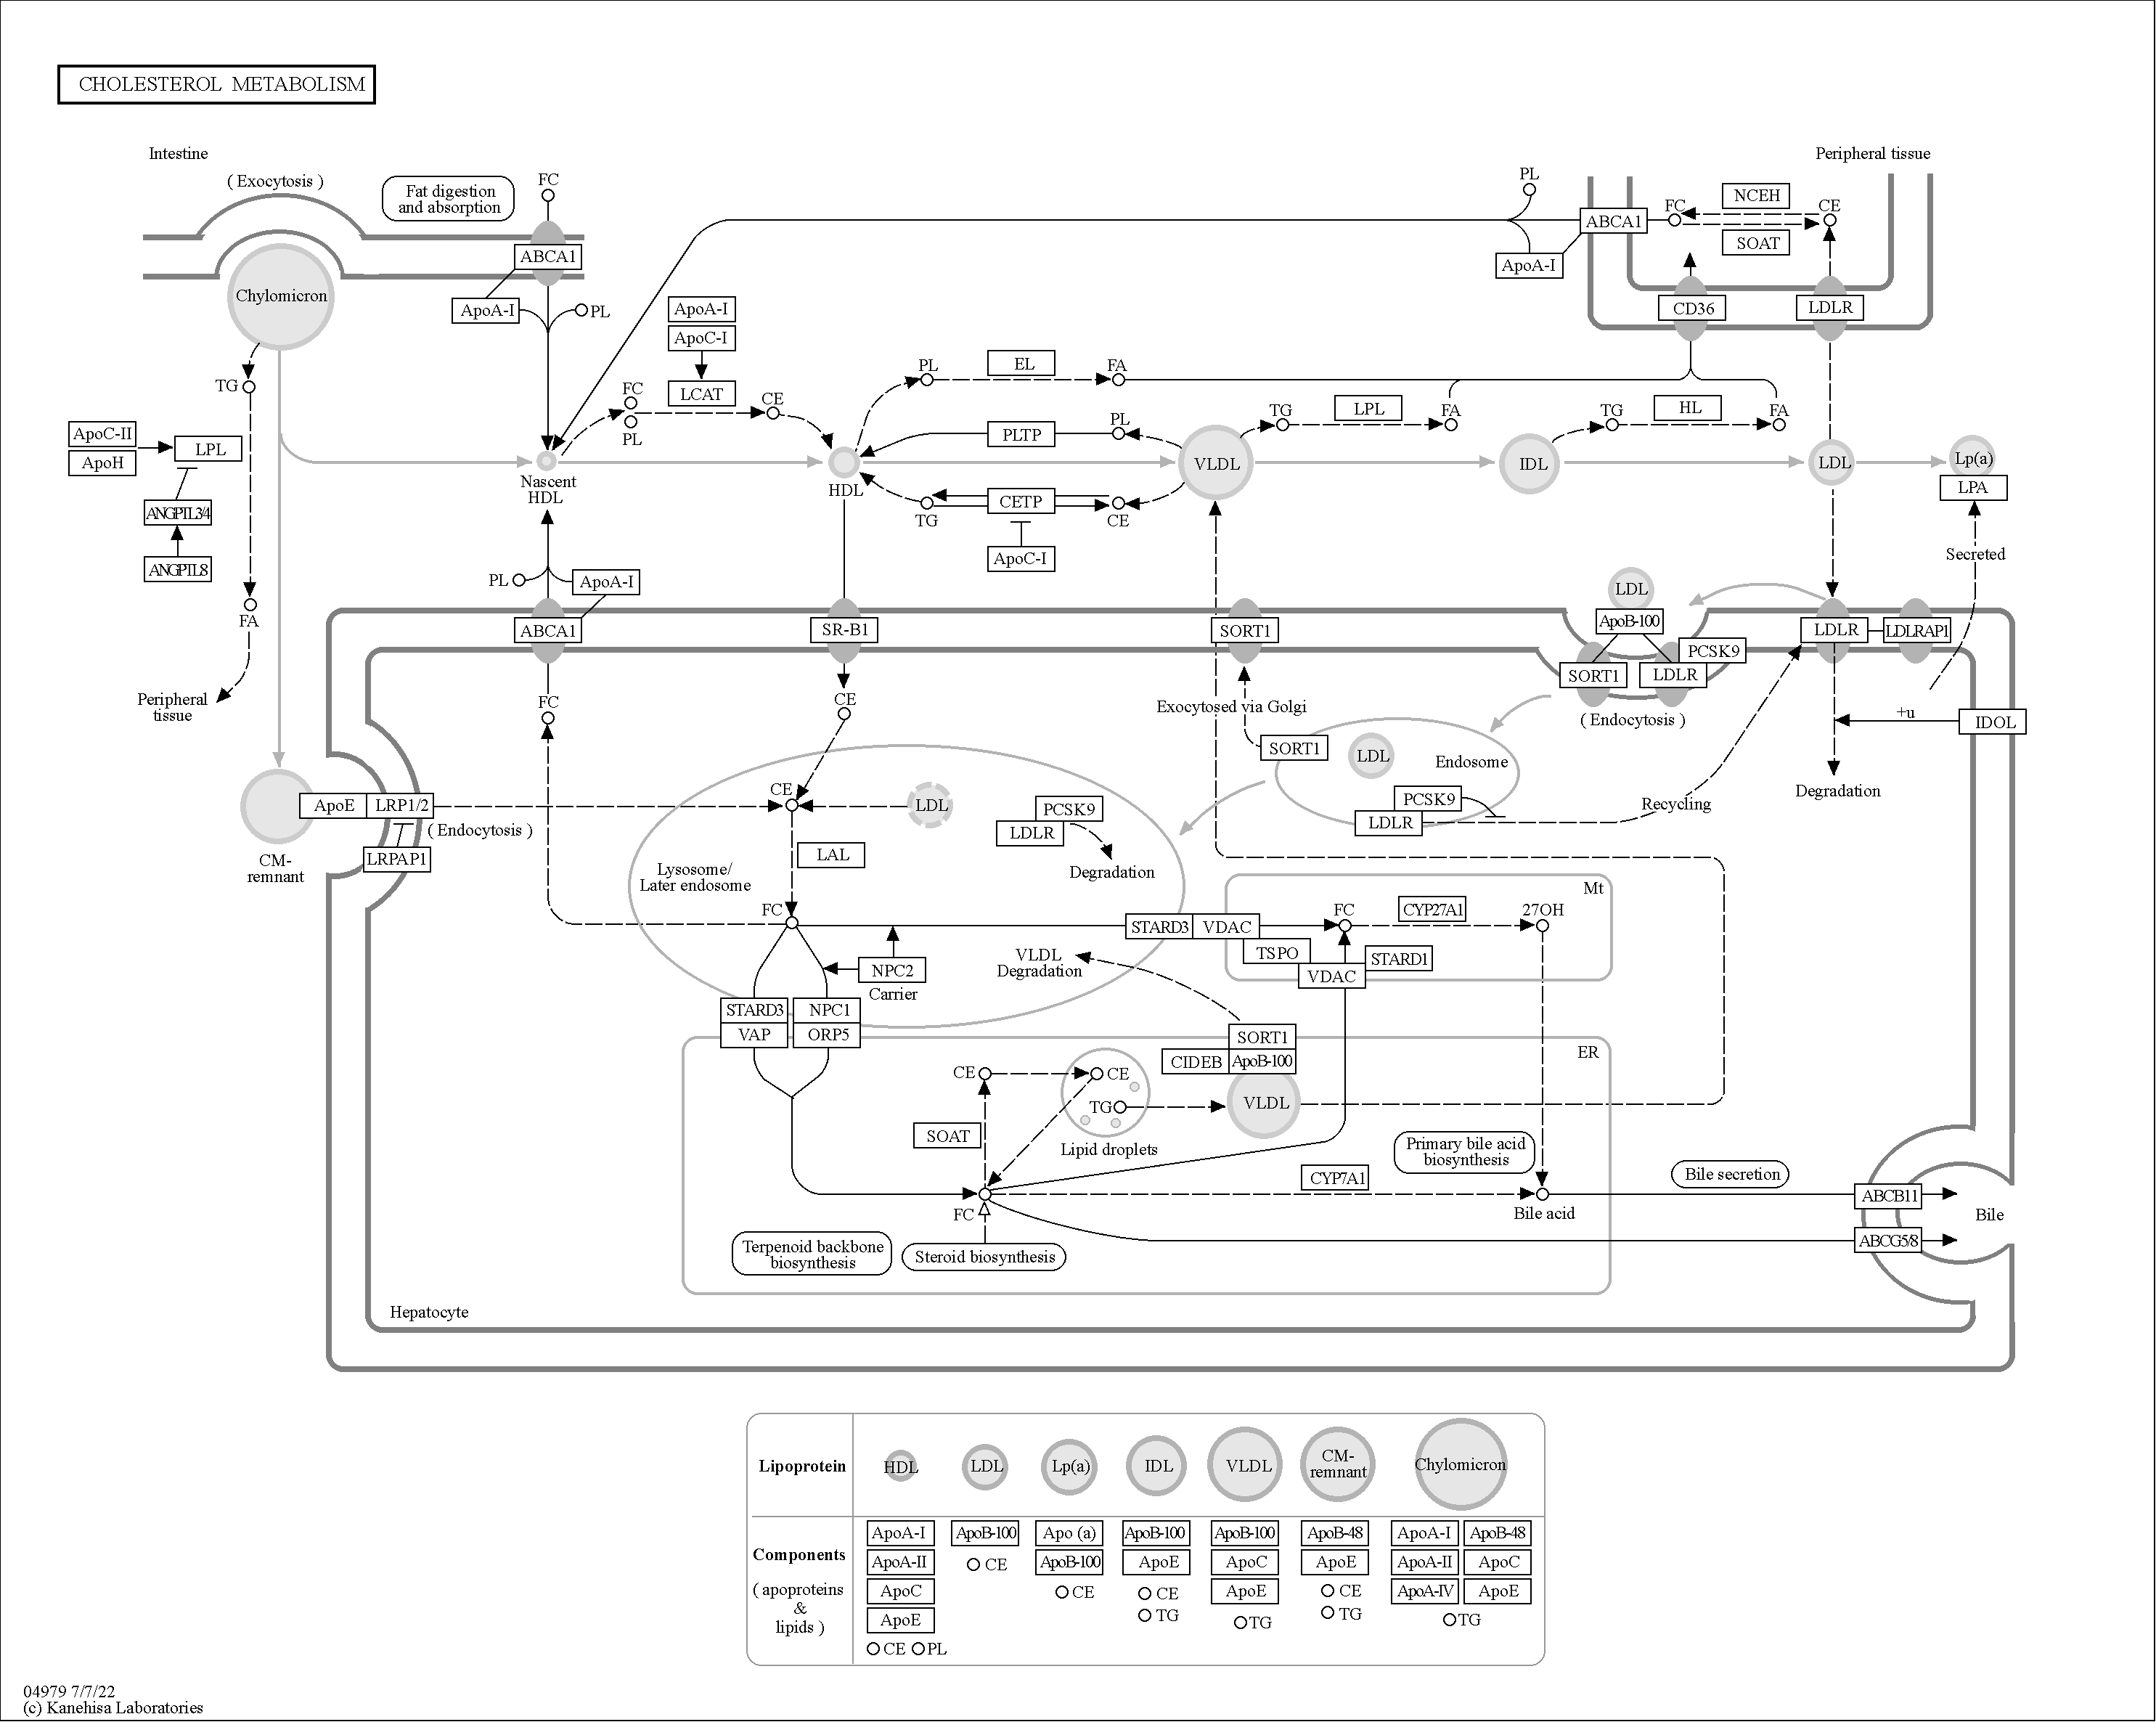 CHOLESTEROL METABOLISM
Intestine
Peripheral tissue
( Exocytosis )
Fat digestion
and absorption
FC
PL
ABCA1
FC
NCEH
CE
SOAT
ABCA1
ApoA-I
Chylomicron
ApoA-I
PL
ApoA-I
ApoC-I
LCAT
CD36
LDLR
TG
FC
PL
CE
PL
EL
FA
PLTP
PL
TG
LPL
FA
TG
HL
FA
ApoC-II
ApoH
LPL
ANGPTL3/4
ANGPTL8
Nascent
HDL
HDL
VLDL
IDL
LDL
Lp(a)
LPA
TG
CETP
CE
ApoC-I
Secreted
FA
PL
ApoA-I
LDL
ApoB-100
ABCA1
SR-B1
SORT1
LDLR
LDLRAP1
PCSK9
SORT1
LDLR
Peripheral
tissue
FC
CE
Exocytosed via Golgi
( Endocytosis )
+u
IDOL
SORT1
LDL
Endosome
PCSK9
LDLR
Recycling
Degradation
ApoE
LRP1/2
( Endocytosis )
LRPAP1
CM-
remnant
CE
LDL
PCSK9
LDLR
Degradation
LAL
Lysosome/
Later endosome
FC
Mt
STARD3
VDAC
FC
CYP27A1
27OH
TSPO
STARD1
VDAC
NPC2
Carrier
VLDL
Degradation
STARD3
NPC1
VAP
ORP5
SORT1
CIDEB
ApoB-100
ER
CE
CE
TG
VLDL
SOAT
Lipid droplets
Primary bile acid
biosynthesis
CYP7A1
Bile secretion
FC
Bile acid
ABCB11
Bile
ABCG5/8
Terpenoid backbone
biosynthesis
Steroid biosynthesis
Hepatocyte
Lipoprotein
HDL
LDL
Lp(a)
IDL
VLDL
CM-
remnant
Chylomicron
Components
( apoproteins
&
lipids )
ApoA-I
ApoA-II
ApoC
ApoE
CE PL
ApoB-100
CE
Apo (a)
ApoB-100
CE
ApoB-100
ApoE
CE
TG
ApoB-100
ApoC
ApoE
TG
ApoB-48
ApoE
CE
TG
ApoA-I ApoB-48
ApoA-II ApoC
ApoA-IV ApoE
TG
04979 7/7/22
(c) Kanehisa Laboratories